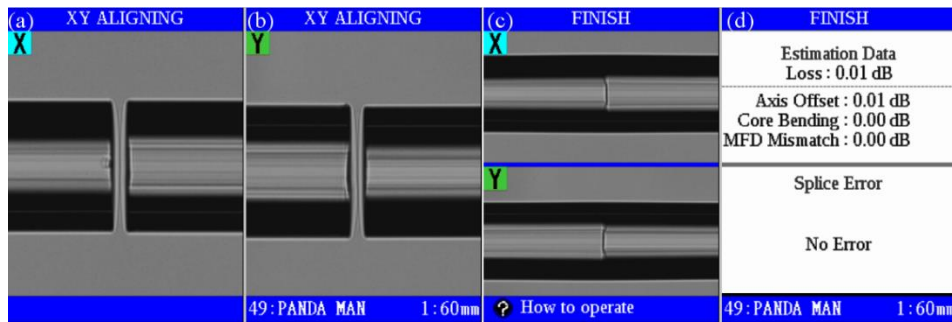 (a) XY ALIGNING
X
(b) XY ALIGNING
Y
49:PANDA MAN 1:60mm
(c) FINISH
X
Y
? How to operate
(d) FINISH
Estimation Data
Loss : 0.01 dB
Axis Offset : 0.01 dB
Core Bending : 0.00 dB
MFD Mismatch : 0.00 dB
Splice Error
No Error
49:PANDA MAN 1:60mm